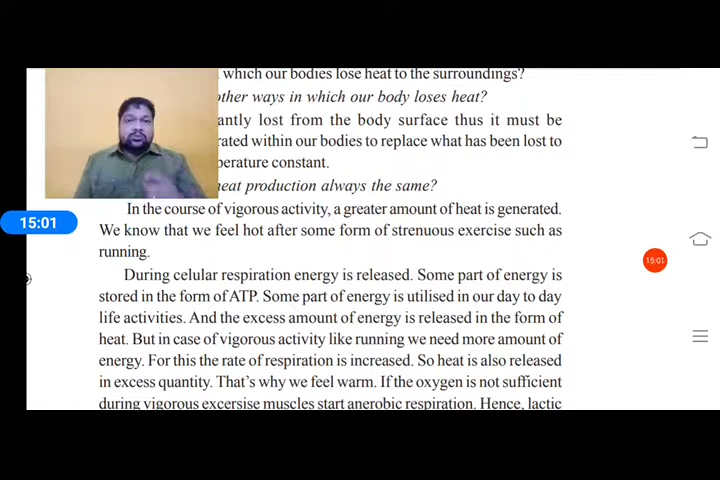 which our bodies lose heat to the surroundings?
other ways in which our body loses heat?
antly lost from the body surface thus it must be
rated within our bodies to replace what has been lost to
perature constant.
heat production always the same?
In the course of vigorous activity, a greater amount of heat is generated.
15:01
We know that we feel hot after some form of strenuous exercise such as
running.
15:01
During celular respiration energy is released. Some part of energy is
stored in the form of ATP. Some part of energy is utilised in our day to day
life activities. And the excess amount of energy is released in the form of
heat. But in case of vigorous activity like running we need more amount of
energy. For this the rate of respiration is increased. So heat is also released
in excess quantity. That's why we feel warm. If the oxygen is not sufficient
during vigorous excersise muscles start anerobic respiration. Hence, lactic